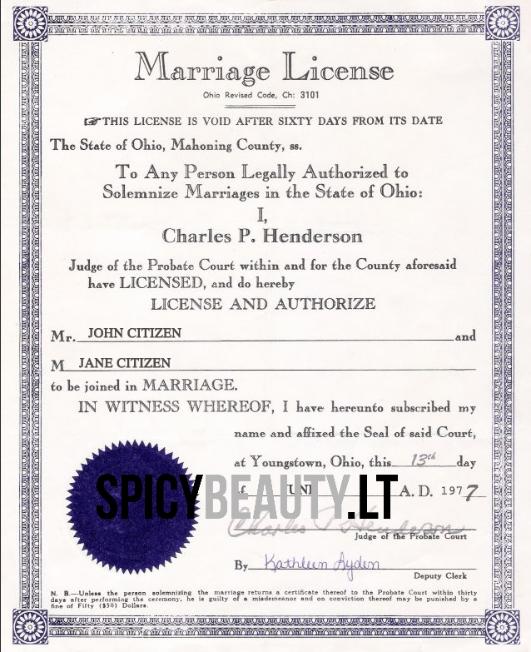 Marriage License
Ohio Revised Code, Ch: 3101
☞THIS LICENSE IS VOID AFTER SIXTY DAYS FROM ITS DATE
The State of Ohio, Mahoning County, ss.
To Any Person Legally Authorized to
Solemnize Marriages in the State of Ohio:
I,
Charles P. Henderson
Judge of the Probate Court within and for the County aforesaid
have LICENSED, and do hereby
LICENSE AND AUTHORIZE
Mr. JOHN CITIZEN and
M JANE CITIZEN
to be joined in MARRIAGE.
IN WITNESS WHEREOF, I have hereunto subscribed my
name and affixed the Seal of said Court,
at Youngstown, Ohio, this 13th day
A. D. 1977
SPICYBEAUTY.LT
Charles P Henderson
Judge of the Probate Court
By Kathleen Ayden
Deputy Clerk
N. B.—Unless the person solemnizing the marriage returns a certificate thereof to the Probate Court within thirty
days after performing the ceremony, he is guilty of a misdemeanor and on conviction thereof may be punished by a
fine of Fifty ($50) Dollars.